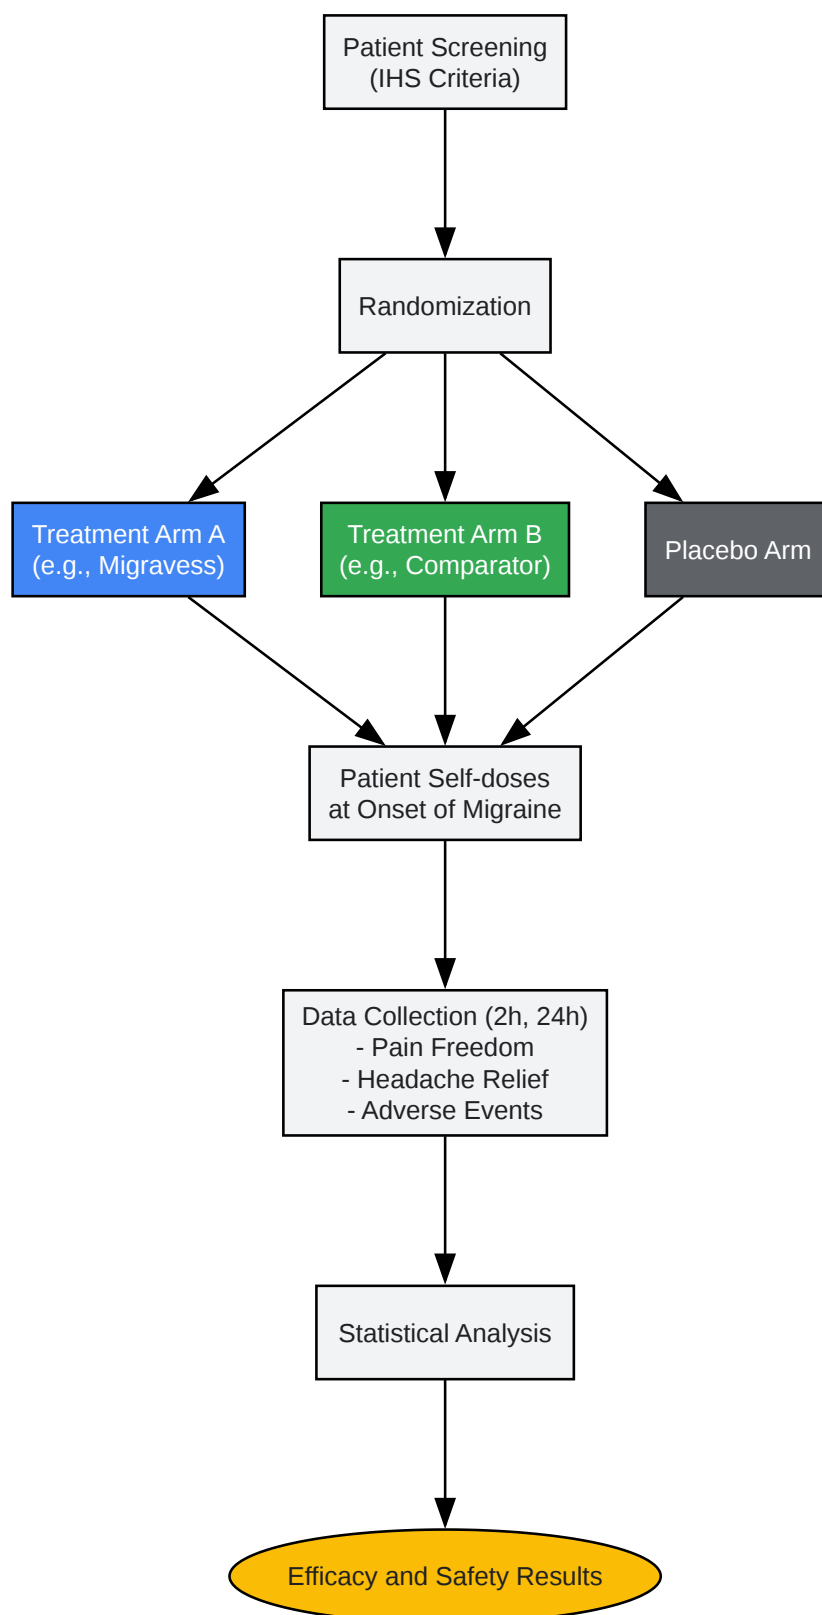 Patient Screening
(IHS Criteria)
Randomization
Treatment Arm A
(e.g., Migravess)
Treatment Arm B
(e.g., Comparator)
Placebo Arm
Patient Self-doses
at Onset of Migraine
Data Collection (2h, 24h)
- Pain Freedom
- Headache Relief
- Adverse Events
Statistical Analysis
Efficacy and Safety Results